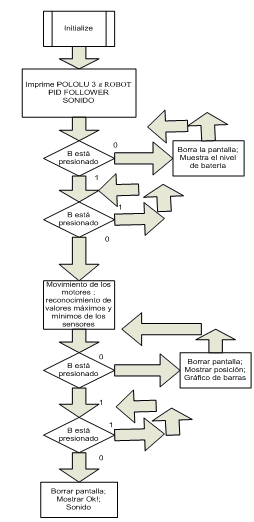 Initialize
Imprime POLOLU 3 π ROBOT
PID FOLLOWER
SONIDO
B está
presionado
0
Borra la pantalla;
Muestra el nivel
de batería
1
B está
presionado
1
0
Movimiento de los
motores ;
reconocimiento de
valores máximos y
mínimos de los
sensores
B está
presionado
0
Borrar pantalla;
Mostrar posición;
Gráfico de barras
1
B está
presionado
1
0
Borrar pantalla;
Mostrar Ok!;
Sonido